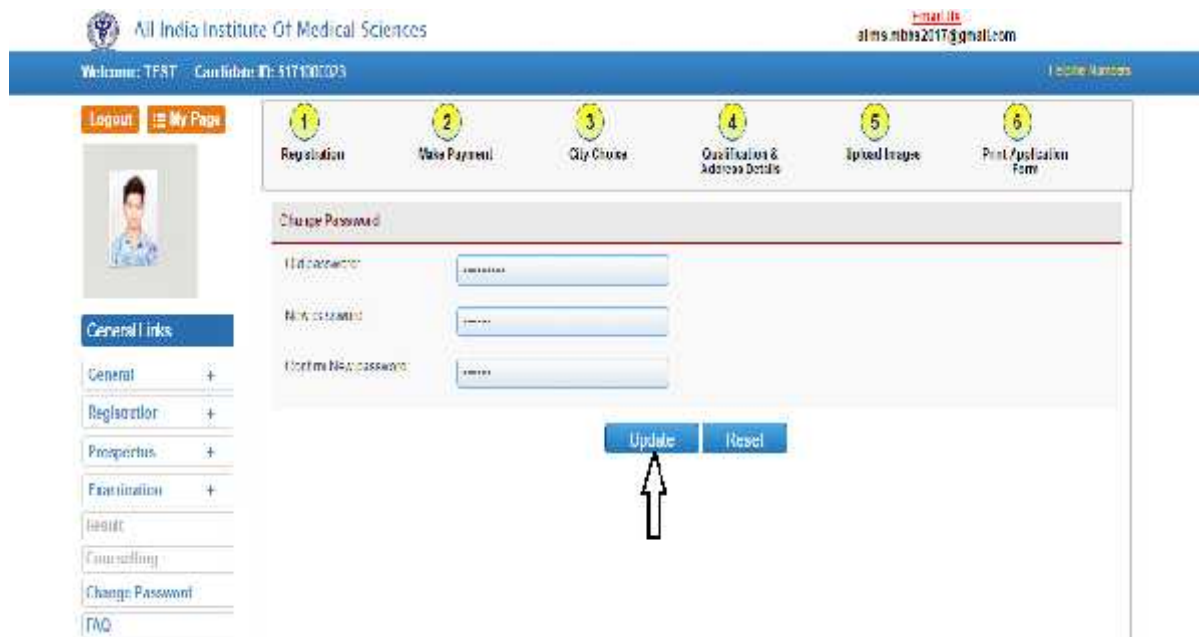 All India Institute Of Medical Sciences
Email Us
aiims.mbbs2017@gmail.com
Welcome: TEST Candidate ID: 5171000023
Helpline Numbers
Logout My Page
1 2 3 4 5 6
Registration Make Payment City Choice Qualification & Address Details Upload Images Print Application Form
Change Password
Old password
New password
Confirm New password
Update Reset
General Links
General +
Registration +
Prospectus +
Examination +
Result
Counselling
Change Password
FAQ